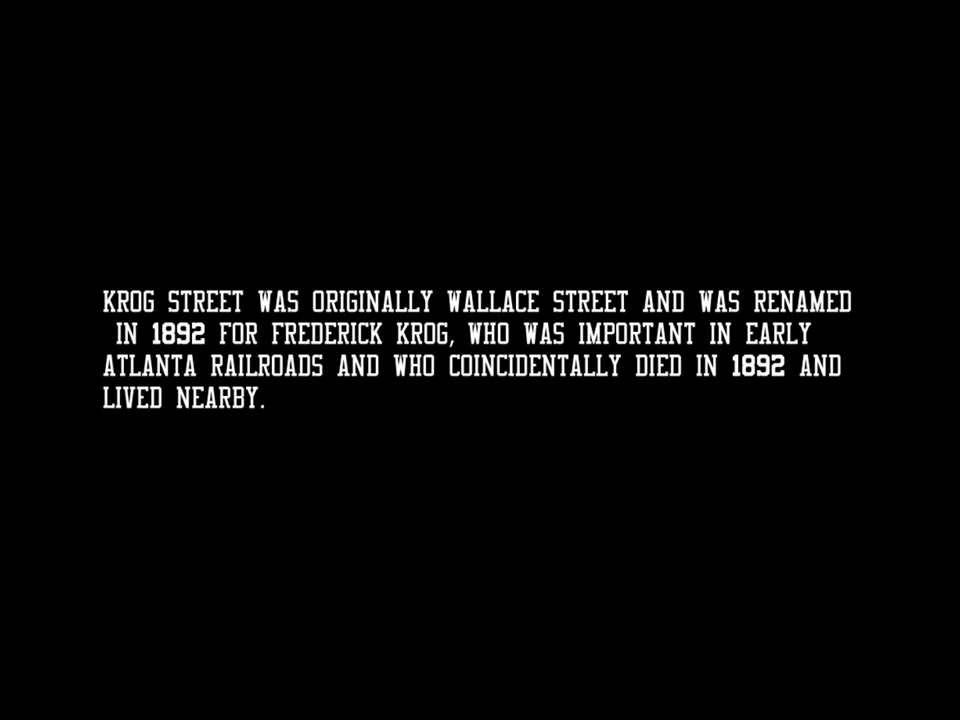 KROG STREET WAS ORIGINALLY WALLACE STREET AND WAS RENAMED
IN 1892 FOR FREDERICK KROG, WHO WAS IMPORTANT IN EARLY
ATLANTA RAILROADS AND WHO COINCIDENTALLY DIED IN 1892 AND
LIVED NEARBY.